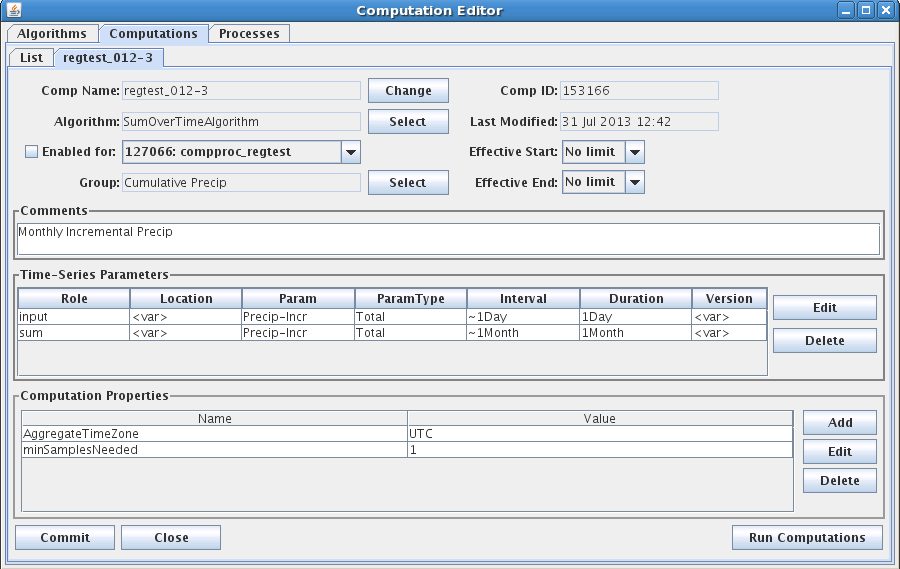 Computation Editor
Algorithms Computations Processes
List regtest_012-3
Comp Name: regtest_012-3 Change Comp ID: 153166
Algorithm: SumOverTimeAlgorithm Select Last Modified: 31 Jul 2013 12:42
Enabled for: 127066: compproc_regtest Effective Start: No limit
Group: Cumulative Precip Select Effective End: No limit
Comments
Monthly Incremental Precip
Time-Series Parameters
Role Location Param ParamType Interval Duration Version
input <var> Precip-Incr Total ~1Day 1Day <var>
sum <var> Precip-Incr Total ~1Month 1Month <var>
Edit
Delete
Computation Properties
Name Value
AggregateTimeZone UTC
minSamplesNeeded 1
Add
Edit
Delete
Commit Close Run Computations